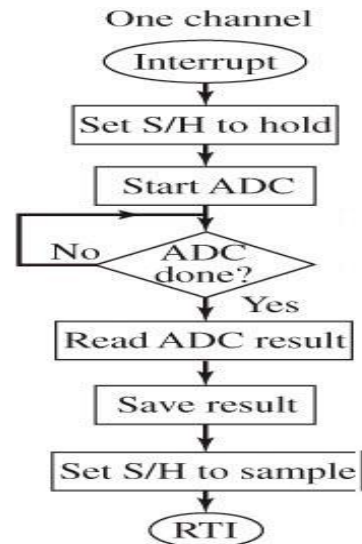 One channel
Interrupt
Set S/H to hold
Start ADC
No
ADC
done?
Yes
Read ADC result
Save result
Set S/H to sample
RTI